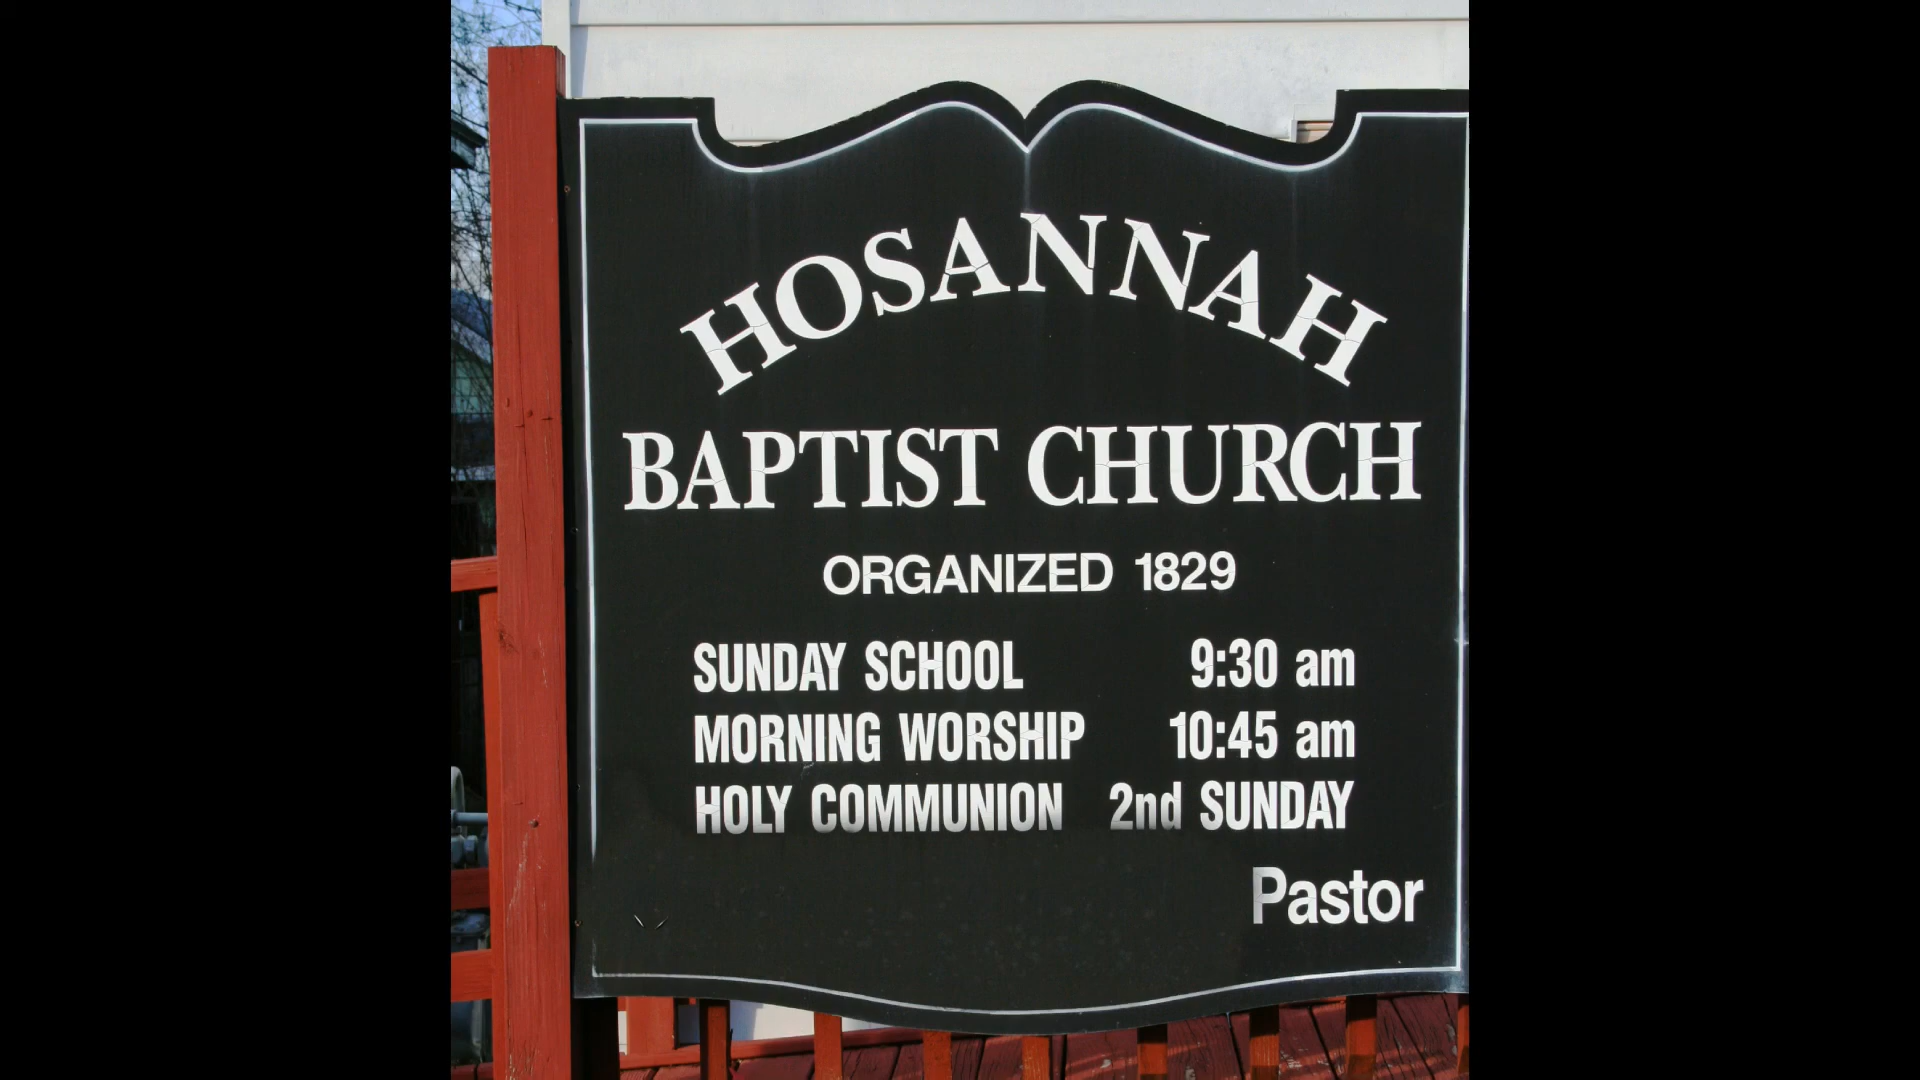 HOSANNAH
BAPTIST CHURCH
ORGANIZED 1829
SUNDAY SCHOOL 9:30 am
MORNING WORSHIP 10:45 am
HOLY COMMUNION 2nd SUNDAY
Pastor